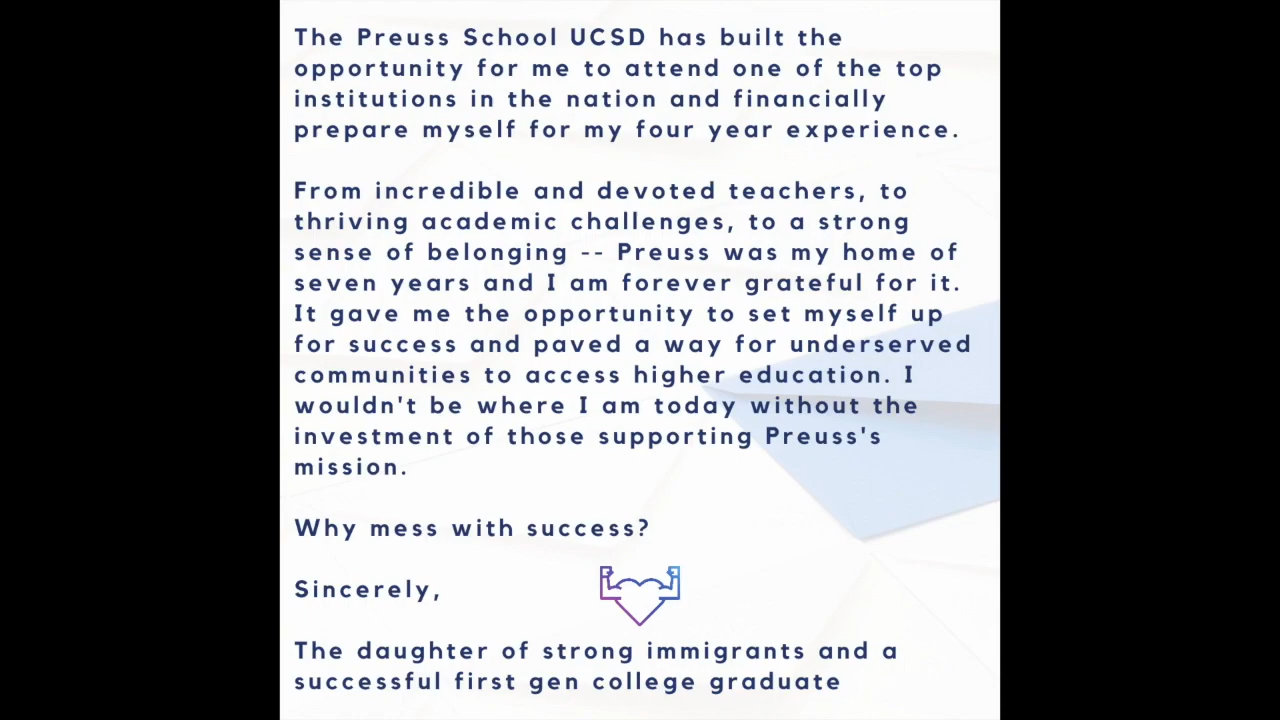 The Preuss School UCSD has built the
opportunity for me to attend one of the top
institutions in the nation and financially
prepare myself for my four year experience.
From incredible and devoted teachers, to
thriving academic challenges, to a strong
sense of belonging -- Preuss was my home of
seven years and I am forever grateful for it.
It gave me the opportunity to set myself up
for success and paved a way for underserved
communities to access higher education. I
wouldn't be where I am today without the
investment of those supporting Preuss's
mission.
Why mess with success?
Sincerely,
The daughter of strong immigrants and a
successful first gen college graduate